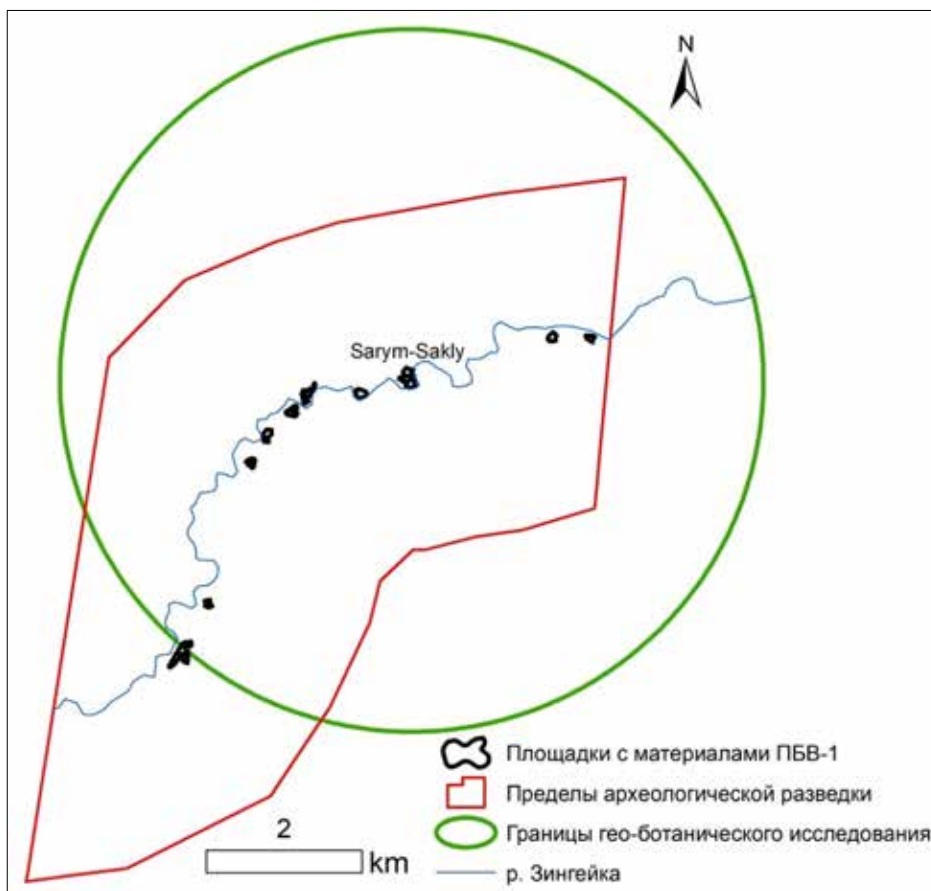 N
Sarym-Sakly
Площадки с материалами ПБВ-1
Пределы археологической разведки
Границы гео-ботанического исследования
р. Зингейка
2
km